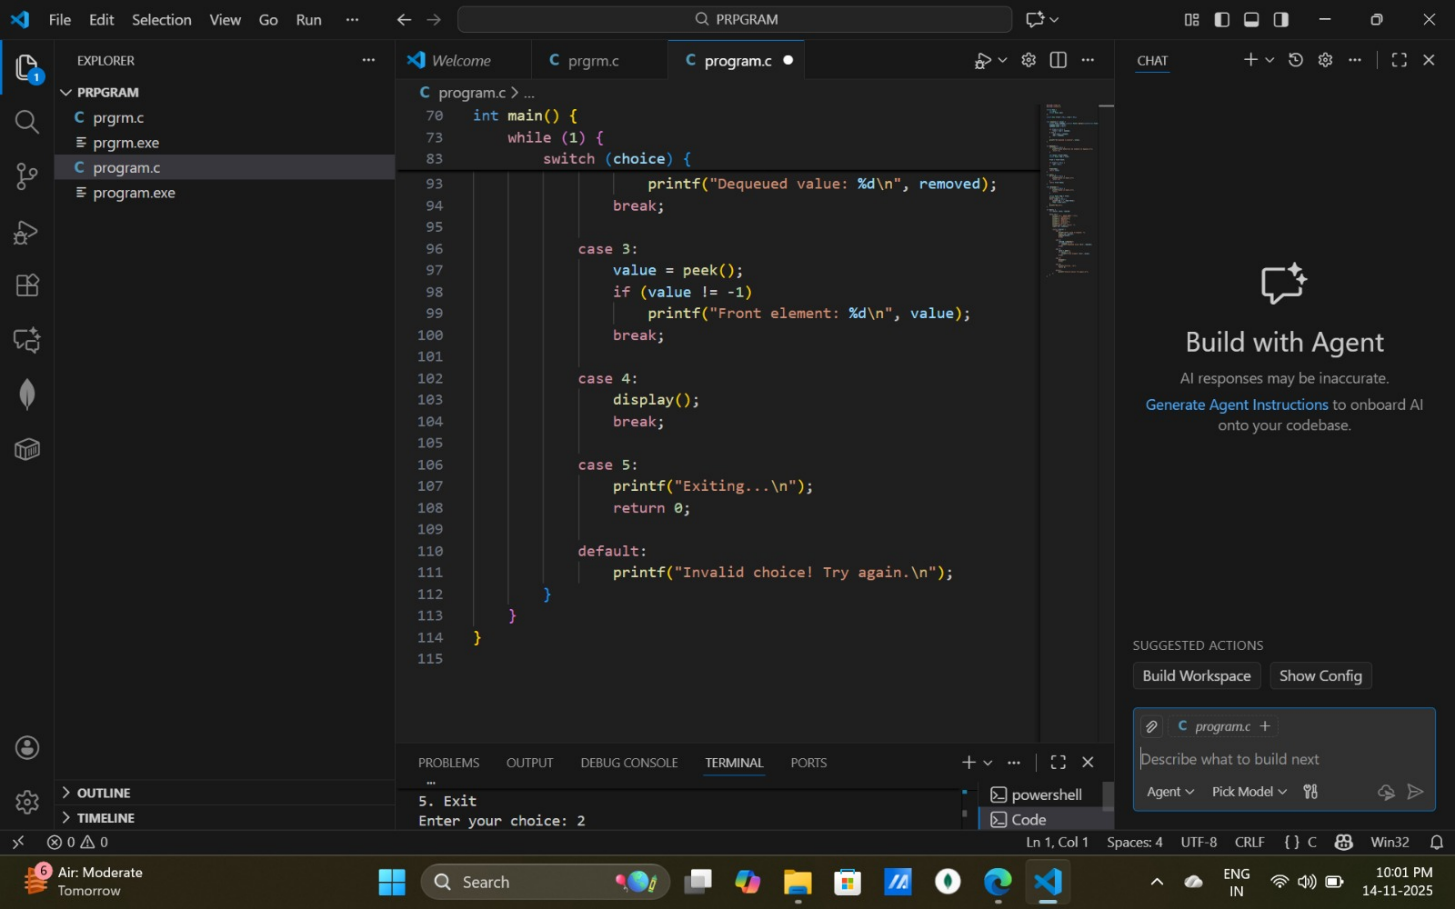 File Edit Selection View Go Run ···
PRPGRAM
EXPLORER
1
PRPGRAM
C prgrm.c
prgrm.exe
C program.c
program.exe
OUTLINE
TIMELINE
Welcome
C prgrm.c
C program.c
C program.c > ...
70 int main() {
73 while (1) {
83 switch (choice) {
93 printf("Dequeued value: %d\n", removed);
94 break;
95
96 case 3:
97 value = peek();
98 if (value != -1)
99 printf("Front element: %d\n", value);
100 break;
101
102 case 4:
103 display();
104 break;
105
106 case 5:
107 printf("Exiting...\n");
108 return 0;
109
110 default:
111 printf("Invalid choice! Try again.\n");
112 }
113 }
114 }
115
PROBLEMS OUTPUT DEBUG CONSOLE TERMINAL PORTS
5. Exit
Enter your choice: 2
powershell
Code
CHAT
Build with Agent
AI responses may be inaccurate.
Generate Agent Instructions to onboard AI
onto your codebase.
SUGGESTED ACTIONS
Build Workspace Show Config
C program.c +
Describe what to build next
Agent Pick Model
0 0
Ln 1, Col 1 Spaces: 4 UTF-8 CRLF {} C Win32
6
Air: Moderate
Tomorrow
Search
ENG
IN
10:01 PM
14-11-2025